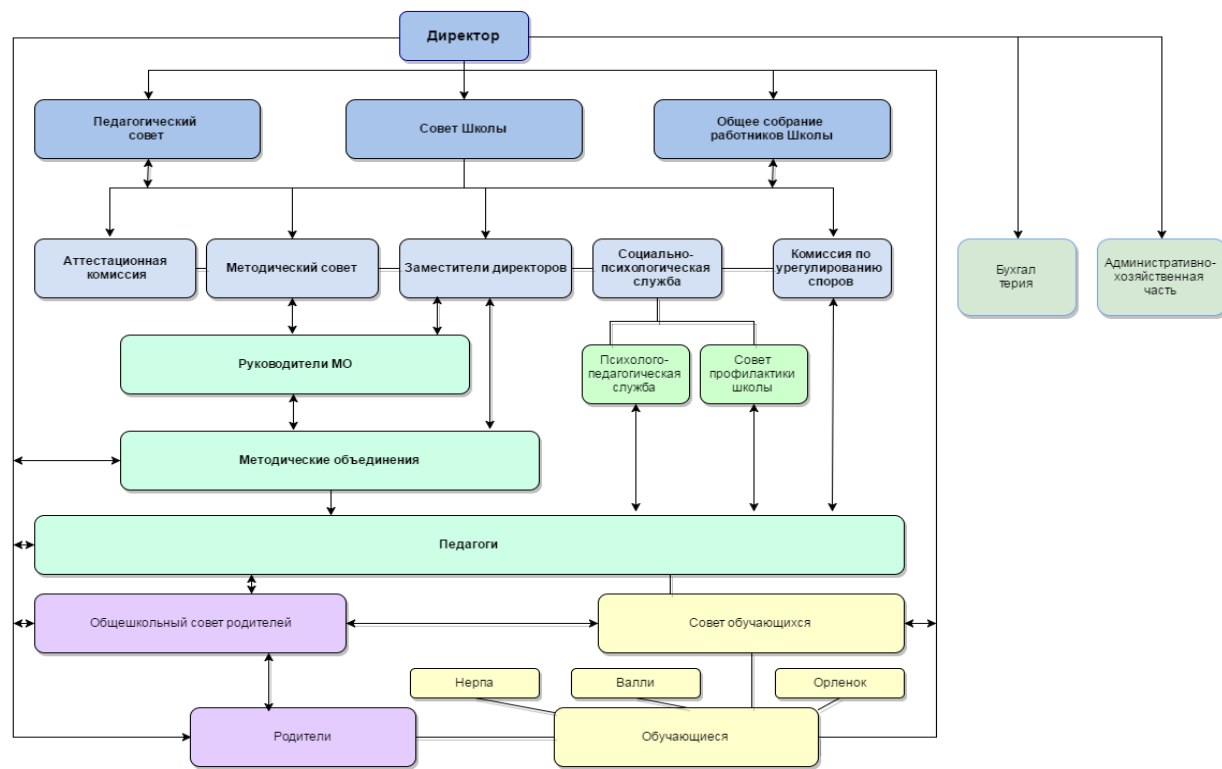 Директор
Педагогический
совет
Совет Школы
Общее собрание
работников Школы
Аттестационная
комиссия
Методический совет
Заместители директоров
Социально-
психологическая
служба
Комиссия по
урегулированию
споров
Бухгал
терия
Административно-
хозяйственная
часть
Руководители МО
Психолого-
педагогическая
служба
Совет
профилактики
школы
Методические объединения
Педагоги
Общешкольный совет родителей
Совет обучающихся
Нерпа
Валли
Орленок
Родители
Обучающиеся